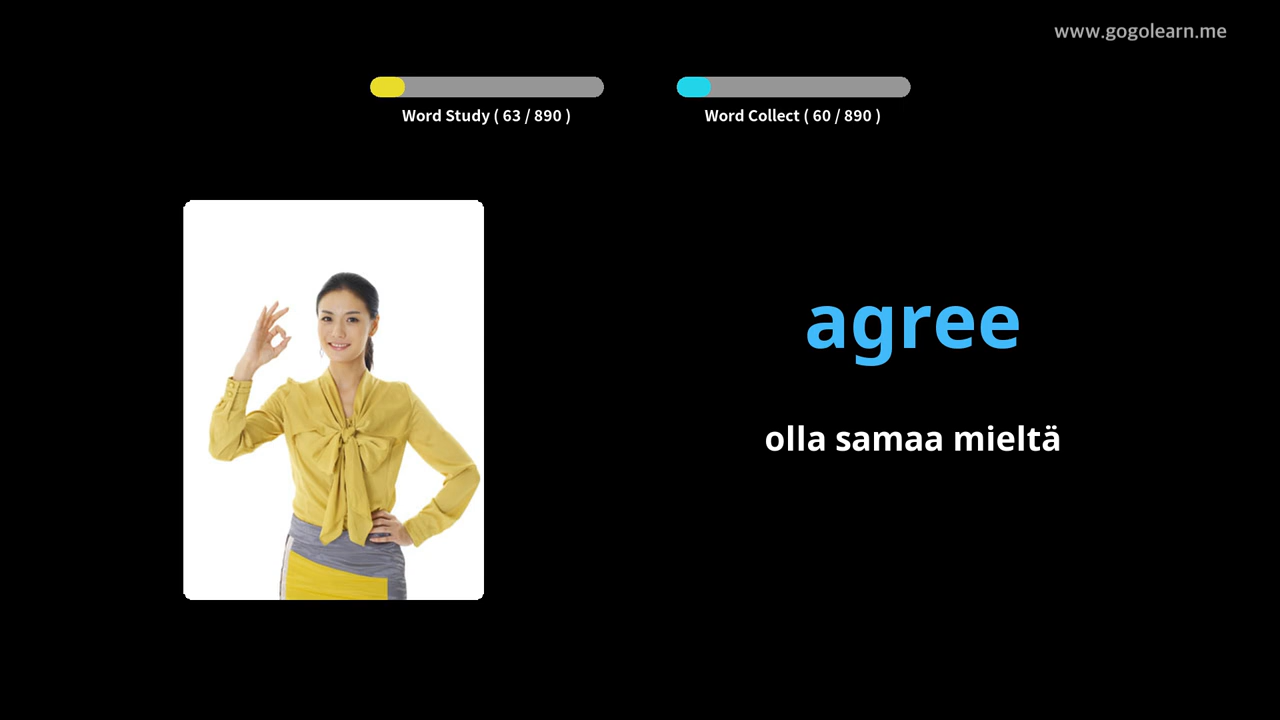 www.gogolearn.me
Word Study ( 63 / 890 )
Word Collect ( 60 / 890 )
agree
olla samaa mieltä